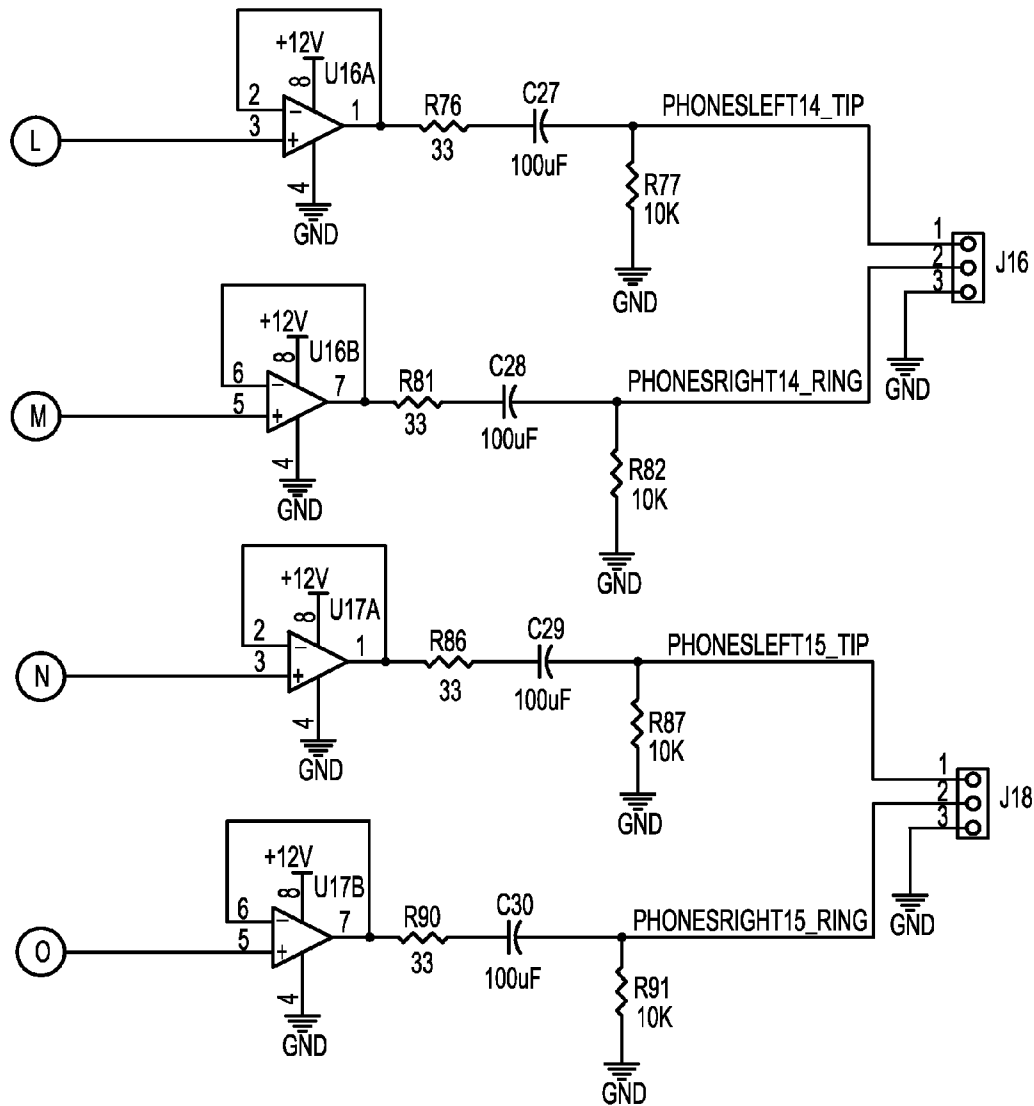 +12V
8
U16A
2
−
1
R76
C27
PHONESLEFT14_TIP
L
3
+
33
100uF
4
R77
10K
GND
1
2
J16
3
GND
+12V
8
U16B
6
−
7
R81
C28
PHONESRIGHT14_RING
GND
M
5
+
33
100uF
4
R82
10K
GND
GND
+12V
8
U17A
2
−
1
R86
C29
PHONESLEFT15_TIP
N
3
+
33
100uF
4
R87
10K
GND
1
2
J18
3
GND
+12V
8
U17B
6
−
7
R90
C30
PHONESRIGHT15_RING
GND
O
5
+
33
100uF
4
R91
10K
GND
GND